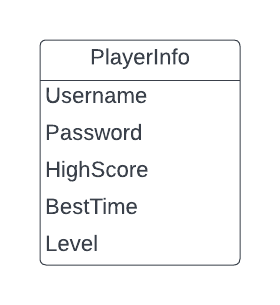 PlayerInfo
Username
Password
HighScore
BestTime
Level